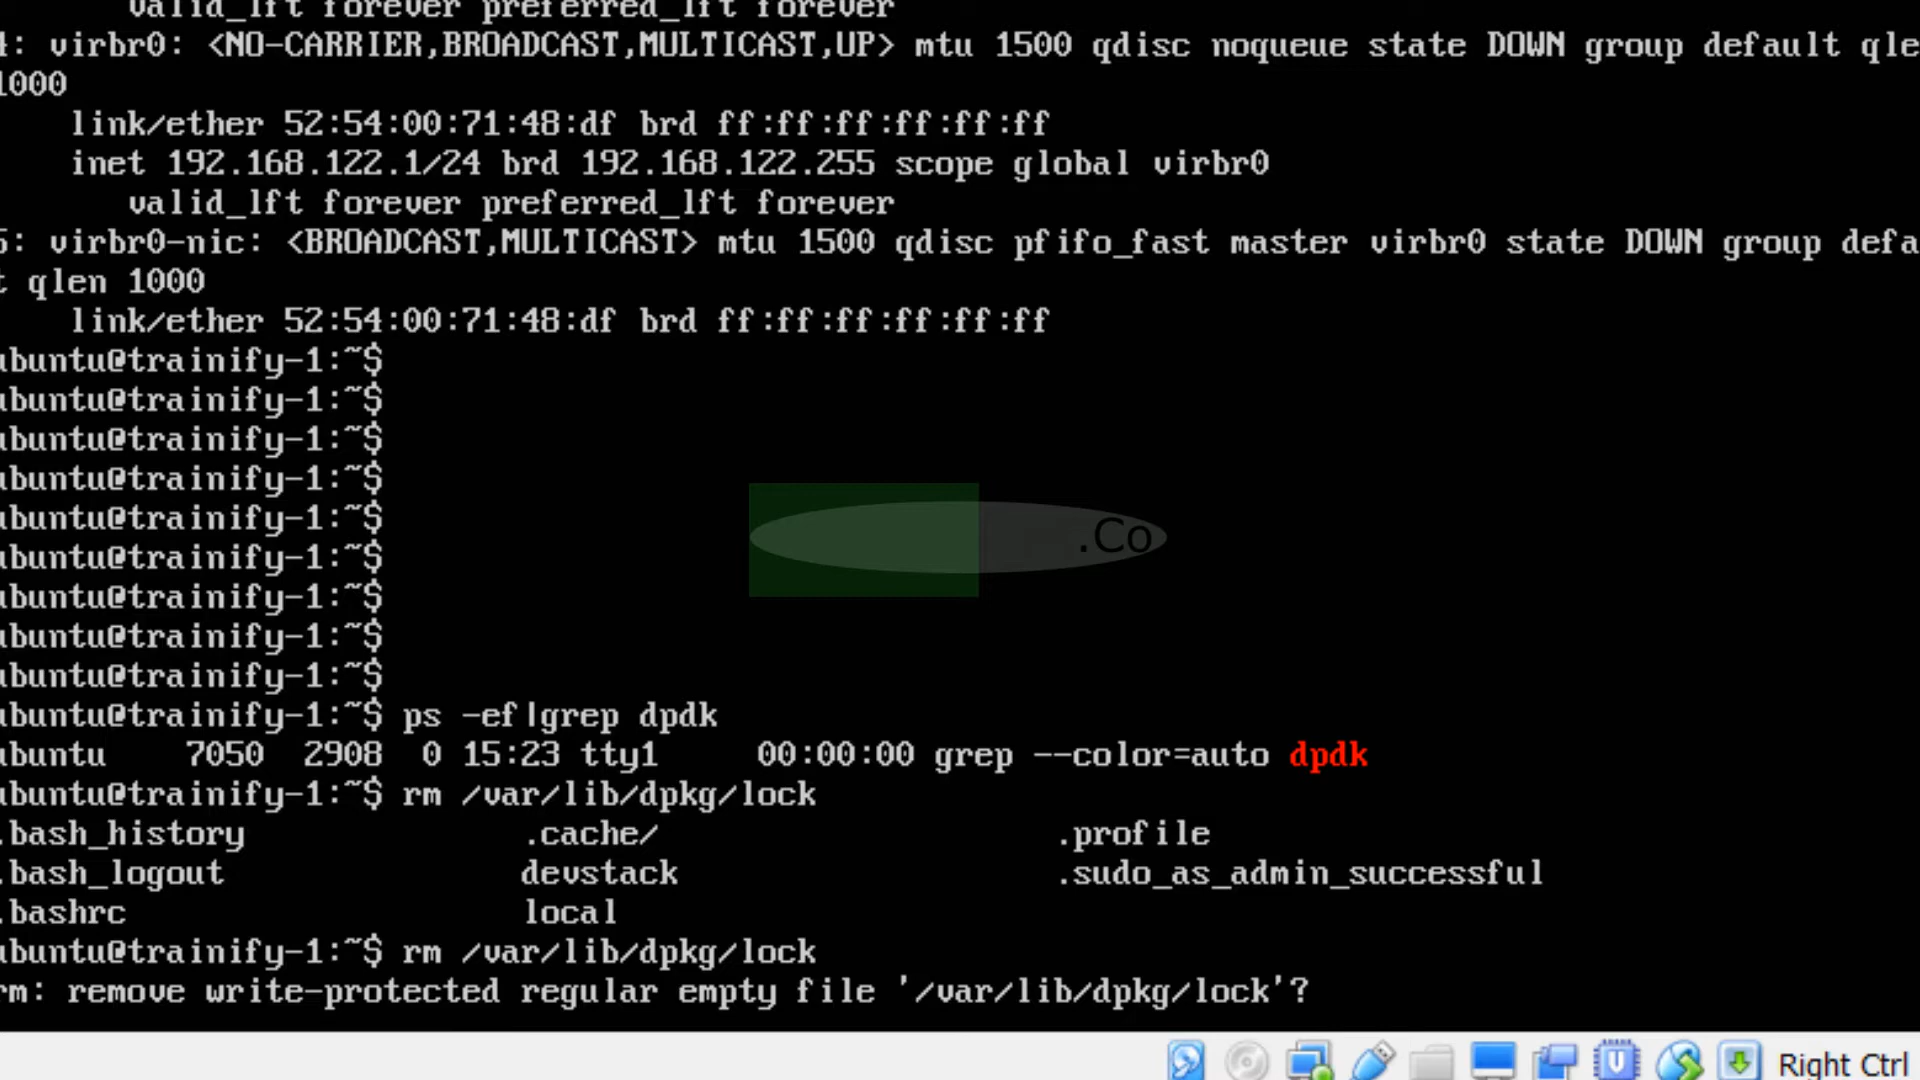 valid_lft forever preferred_lft forever
4: virbr0: <NO-CARRIER,BROADCAST,MULTICAST,UP> mtu 1500 qdisc noqueue state DOWN group default qle
1000
link/ether 52:54:00:71:48:df brd ff:ff:ff:ff:ff:ff
inet 192.168.122.1/24 brd 192.168.122.255 scope global virbr0
valid_lft forever preferred_lft forever
5: virbr0-nic: <BROADCAST,MULTICAST> mtu 1500 qdisc pfifo_fast master virbr0 state DOWN group defa
t qlen 1000
link/ether 52:54:00:71:48:df brd ff:ff:ff:ff:ff:ff
ubuntu@trainify-1:~$
ubuntu@trainify-1:~$
ubuntu@trainify-1:~$
ubuntu@trainify-1:~$
ubuntu@trainify-1:~$
.Co
ubuntu@trainify-1:~$
ubuntu@trainify-1:~$
ubuntu@trainify-1:~$
ubuntu@trainify-1:~$
ubuntu@trainify-1:~$ ps -ef|grep dpdk
ubuntu 7050 2908 0 15:23 tty1 00:00:00 grep --color=auto dpdk
ubuntu@trainify-1:~$ rm /var/lib/dpkg/lock
.bash_history .cache/ .profile
.bash_logout devstack .sudo_as_admin_successful
.bashrc local
ubuntu@trainify-1:~$ rm /var/lib/dpkg/lock
rm: remove write-protected regular empty file '/var/lib/dpkg/lock'?
Right Ctrl